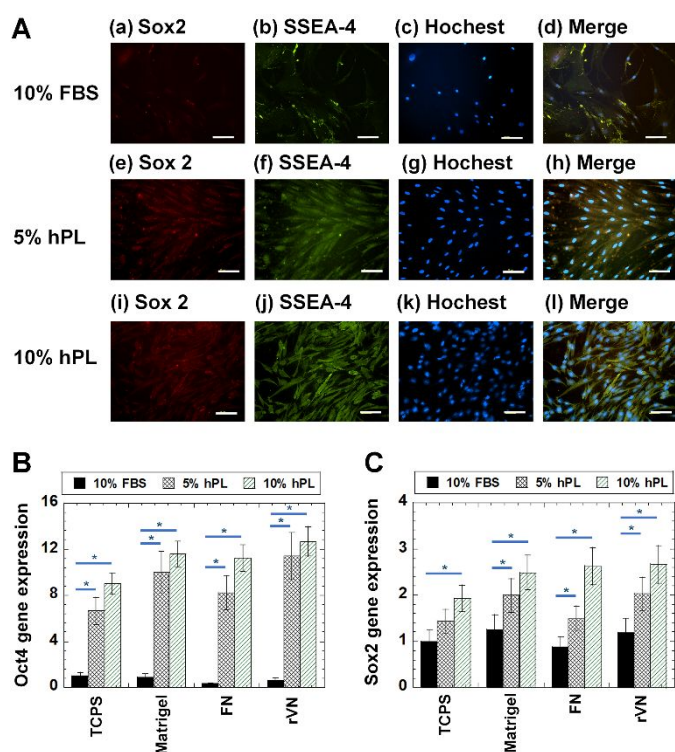 A
(a) Sox2 (b) SSEA-4 (c) Hochest (d) Merge
10% FBS
(e) Sox 2 (f) SSEA-4 (g) Hochest (h) Merge
5% hPL
(i) Sox 2 (j) SSEA-4 (k) Hochest (l) Merge
10% hPL
B
10% FBS 5% hPL 10% hPL
Oct4 gene expression
16
12
8
4
0
* * * * * * * *
TCPS Matrigel FN rVN
C
10% FBS 5% hPL 10% hPL
Sox2 gene expression
4
3
2
1
0
* * * * * * *
TCPS Matrigel FN rVN